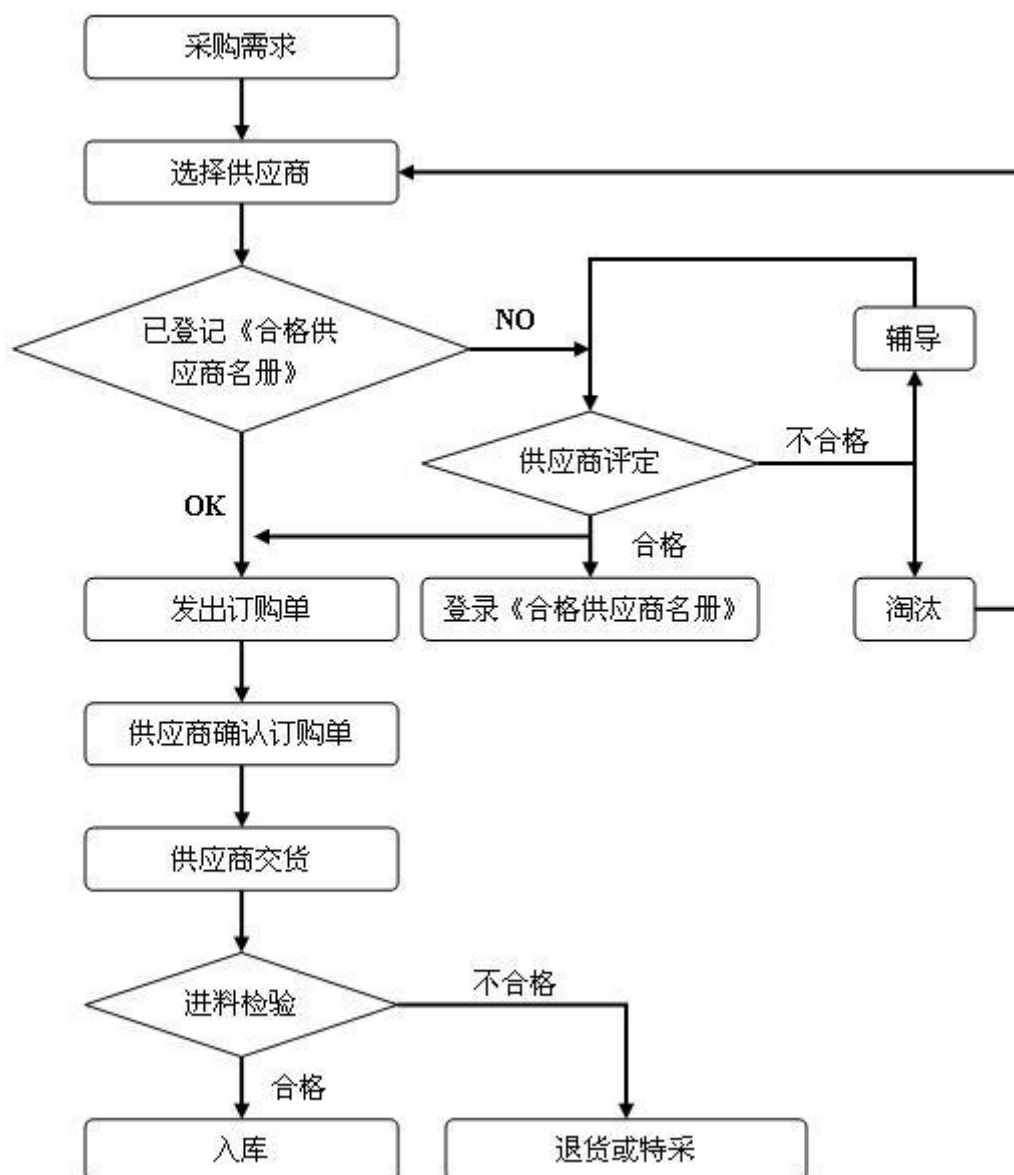 采购需求
选择供应商
已登记《合格供
应商名册》
NO
辅导
供应商评定
不合格
OK
合格
发出订购单
登录《合格供应商名册》
淘汰
供应商确认订购单
供应商交货
进料检验
不合格
合格
入库
退货或特采